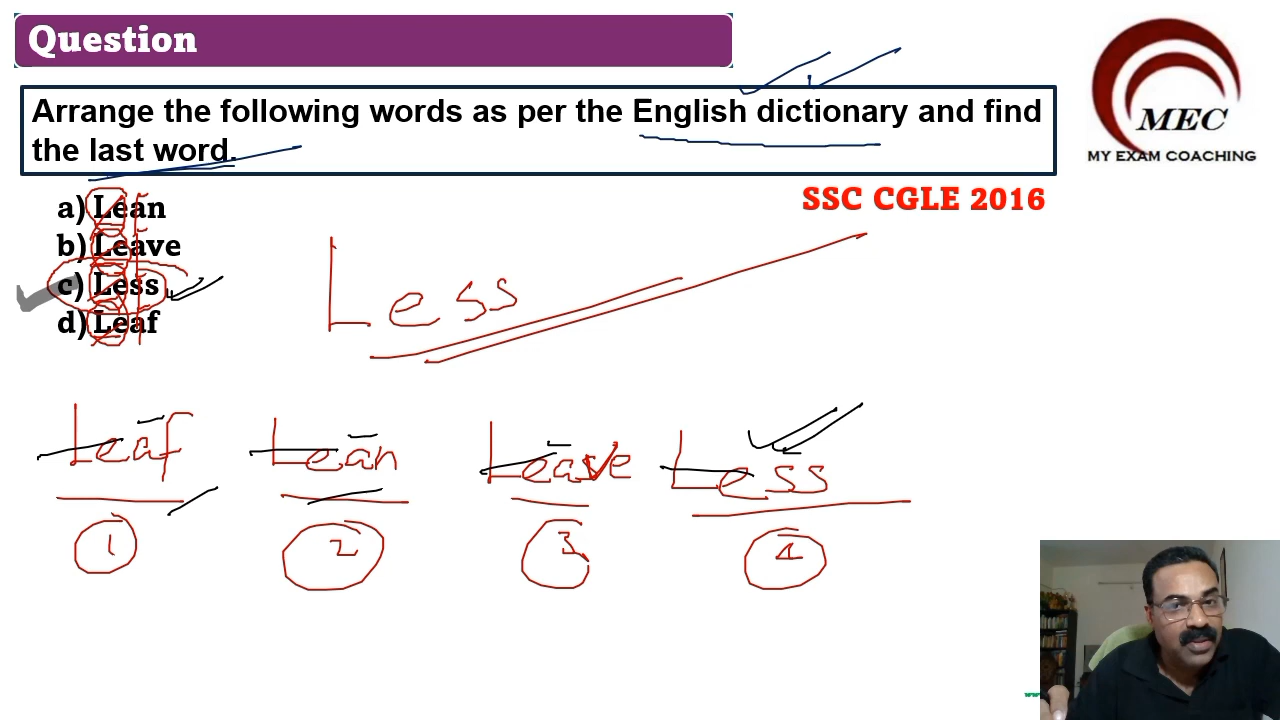 Question
Arrange the following words as per the English dictionary and find
the last word.
MEC
MY EXAM COACHING
SSC CGLE 2016
a) Lean
b) Leave
c) Less
d) Leaf
Less
Leaf Lean Leave Less
1 2 3 4